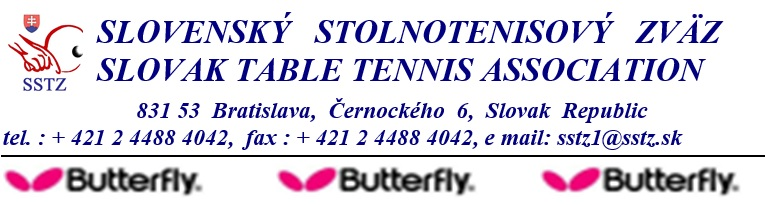 SLOVENSKÝ STOLNOTENISOVÝ ZVÄZ
SLOVAK TABLE TENNIS ASSOCIATION
SSTZ
831 53 Bratislava, Černockého 6, Slovak Republic
tel. : + 421 2 4488 4042, fax : + 421 2 4488 4042, e mail: sstz1@sstz.sk
Butterfly. Butterfly. Butterfly.